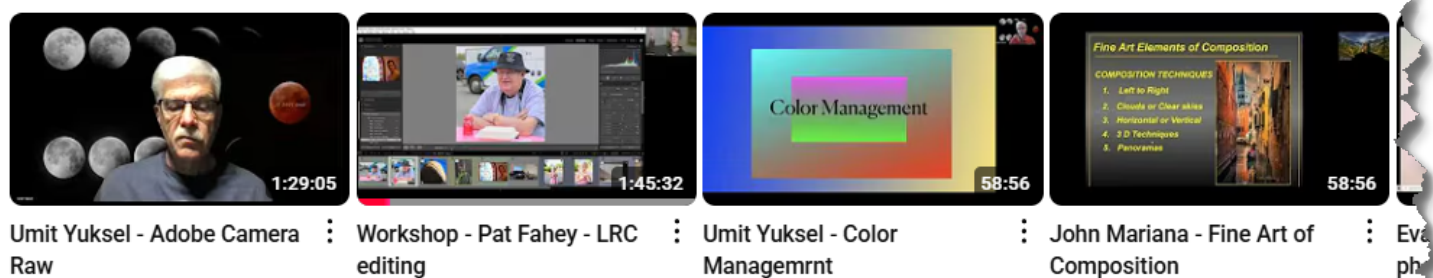 1:29:05
Umit Yuksel - Adobe Camera
Raw
1:45:32
Workshop - Pat Fahey - LRC
editing
Color Management
58:56
Umit Yuksel - Color
Managemrnt
Fine Art Elements of Composition
COMPOSITION TECHNIQUES
1. Left to Right
2. Clouds or Clear skies
3. Horizontal or Vertical
4. 3 D Techniques
5. Panoramas
58:56
John Mariana - Fine Art of
Composition